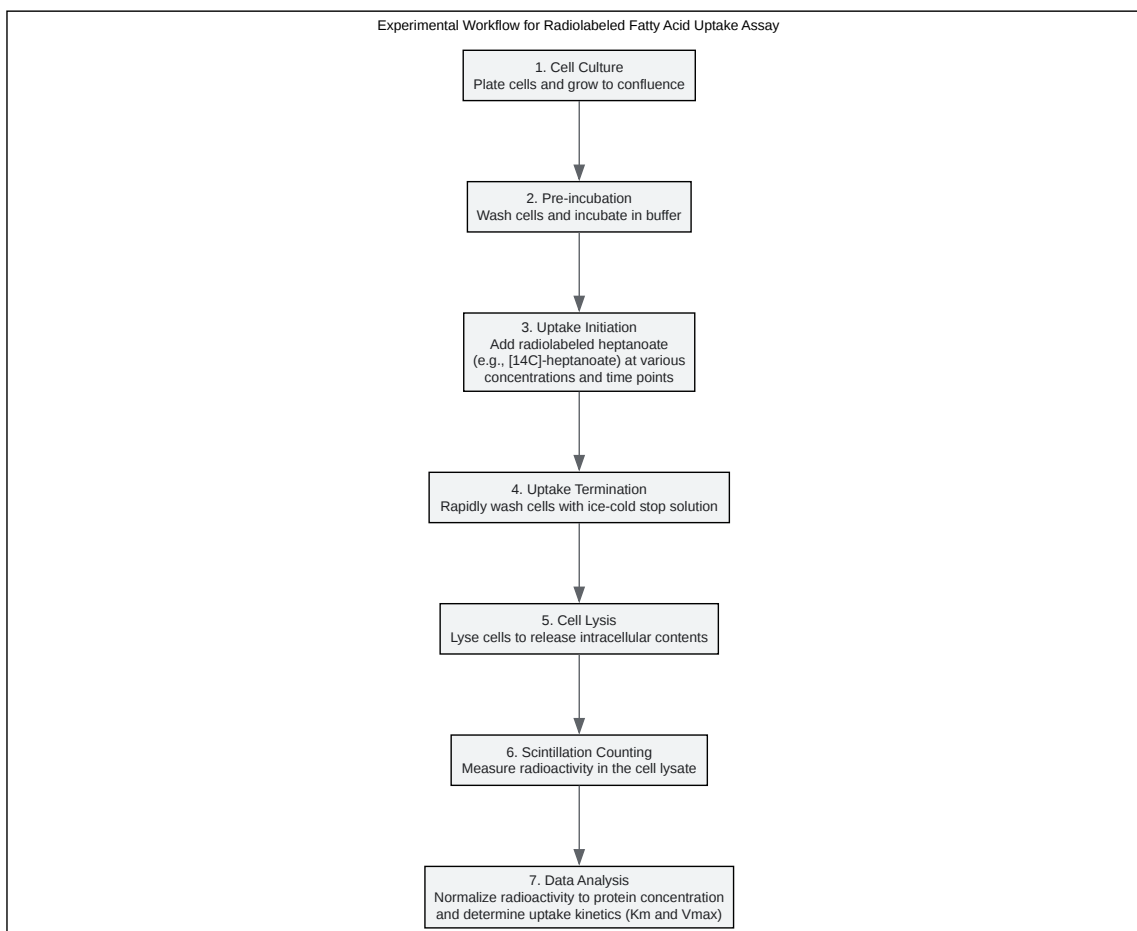 Experimental Workflow for Radiolabeled Fatty Acid Uptake Assay
1. Cell Culture
Plate cells and grow to confluence
2. Pre-incubation
Wash cells and incubate in buffer
3. Uptake Initiation
Add radiolabeled heptanoate
(e.g., [14C]-heptanoate) at various
concentrations and time points
4. Uptake Termination
Rapidly wash cells with ice-cold stop solution
5. Cell Lysis
Lyse cells to release intracellular contents
6. Scintillation Counting
Measure radioactivity in the cell lysate
7. Data Analysis
Normalize radioactivity to protein concentration
and determine uptake kinetics (Km and Vmax)